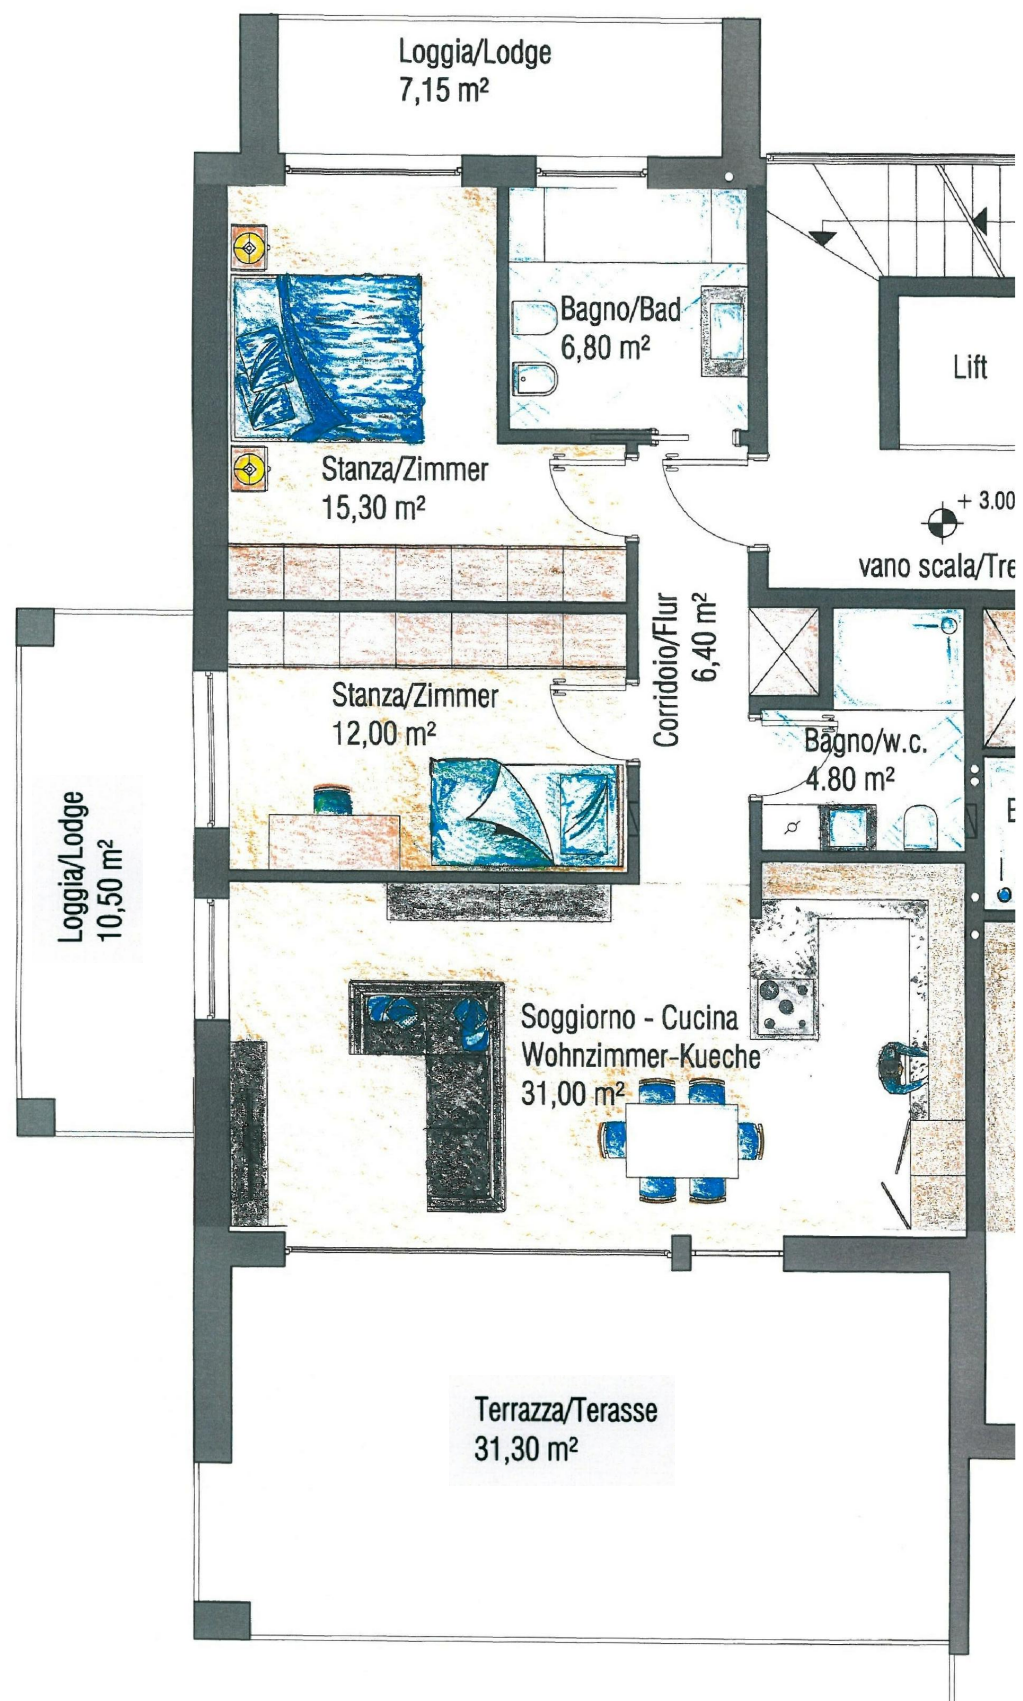 Loggia/Lodge
7,15 m²
Bagno/Bad
6,80 m²
Lift
Stanza/Zimmer
15,30 m²
+ 3.00
vano scala/Tre
Corridoio/Flur
6,40 m²
Stanza/Zimmer
12,00 m²
Bagno/w.c.
4.80 m²
Loggia/Lodge
10,50 m²
Soggiorno - Cucina
Wohnzimmer-Kueche
31,00 m²
Terrazza/Terasse
31,30 m²